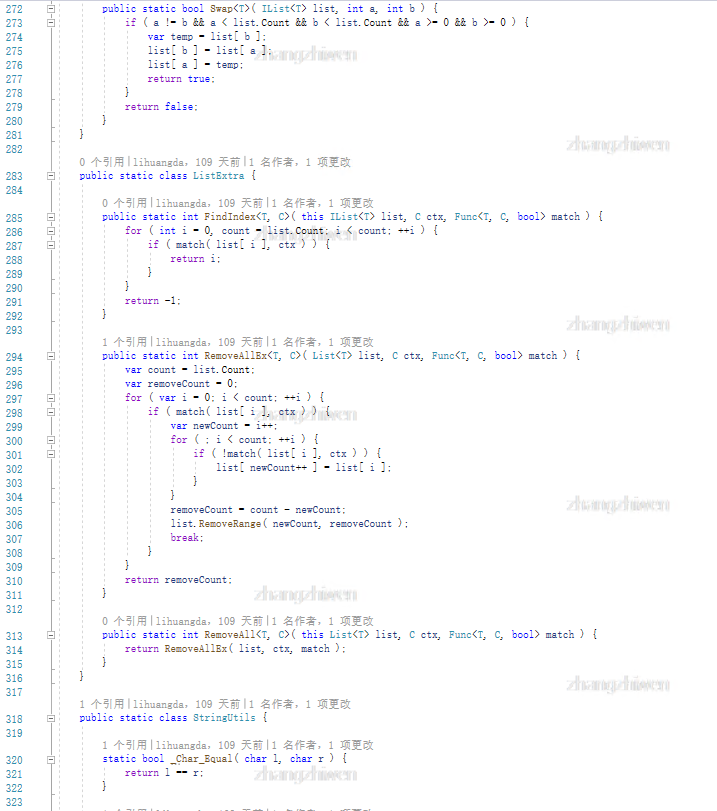 272 public static bool Swap<T>( IList<T> list, int a, int b ) {
273 if ( a != b && a < list.Count && b < list.Count && a >= 0 && b >= 0 ) {
274 var temp = list[ b ];
275 list[ b ] = list[ a ];
276 list[ a ] = temp;
277 return true;
278 }
279 return false;
280 }
281 }
282
0 个引用|lihuangda，109 天前|1 名作者，1 项更改
283 public static class ListExtra {
284
0 个引用|lihuangda，109 天前|1 名作者，1 项更改
285 public static int FindIndex<T, C>( this IList<T> list, C ctx, Func<T, C, bool> match ) {
286 for ( int i = 0, count = list.Count; i < count; ++i ) {
287 if ( match( list[ i ], ctx ) ) {
288 return i;
289 }
290 }
291 return -1;
292 }
293
1 个引用|lihuangda，109 天前|1 名作者，1 项更改
294 public static int RemoveAllEx<T, C>( List<T> list, C ctx, Func<T, C, bool> match ) {
295 var count = list.Count;
296 var removeCount = 0;
297 for ( var i = 0; i < count; ++i ) {
298 if ( match( list[ i ], ctx ) ) {
299 var newCount = i++;
300 for ( ; i < count; ++i ) {
301 if ( !match( list[ i ], ctx ) ) {
302 list[ newCount++ ] = list[ i ];
303 }
304 }
305 removeCount = count - newCount;
306 list.RemoveRange( newCount, removeCount );
307 break;
308 }
309 }
310 return removeCount;
311 }
312
0 个引用|lihuangda，109 天前|1 名作者，1 项更改
313 public static int RemoveAll<T, C>( this List<T> list, C ctx, Func<T, C, bool> match ) {
314 return RemoveAllEx( list, ctx, match );
315 }
316 }
317
1 个引用|lihuangda，109 天前|1 名作者，1 项更改
318 public static class StringUtils {
319
1 个引用|lihuangda，109 天前|1 名作者，1 项更改
320 static bool _Char_Equal( char l, char r ) {
321 return l == r;
322 }
323
zhangzhiwen
zhangzhiwen
zhangzhiwen
zhangzhiwen
zhangzhiwen
zhangzhiwen
zhangzhiwen
zhangzhiwen
zhangzhiwen